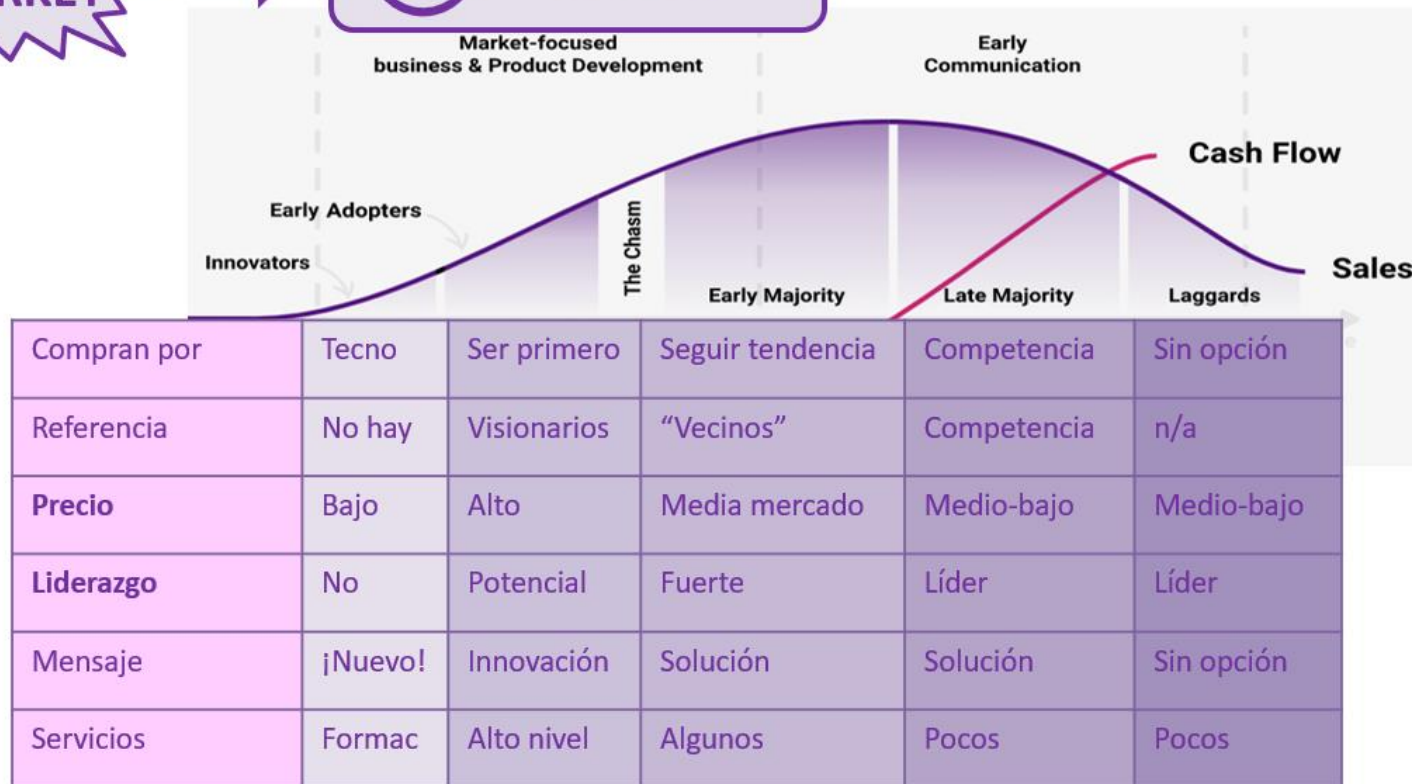 Market-focused
business & Product Development
Early
Communication
Cash Flow
Early Adopters
Innovators
The Chasm
Sales
Early Majority
Late Majority
Laggards
Compran por Tecno Ser primero Seguir tendencia Competencia Sin opción
Referencia No hay Visionarios “Vecinos” Competencia n/a
Precio Bajo Alto Media mercado Medio-bajo Medio-bajo
Liderazgo No Potencial Fuerte Líder Líder
Mensaje ¡Nuevo! Innovación Solución Solución Sin opción
Servicios Formac Alto nivel Algunos Pocos Pocos